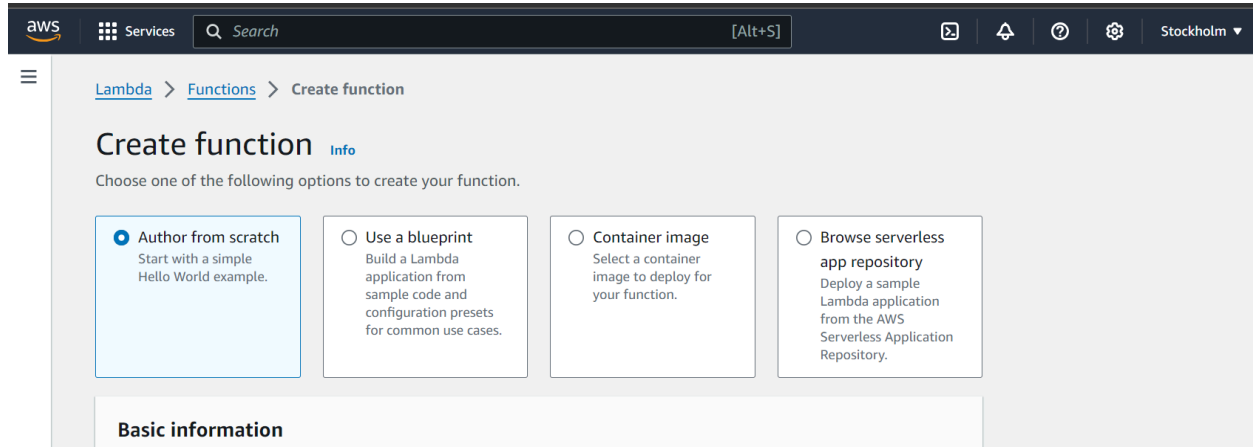 aws Services Search [Alt+S] Stockholm
Lambda > Functions > Create function
Create function Info
Choose one of the following options to create your function.
Author from scratch
Start with a simple
Hello World example.
Use a blueprint
Build a Lambda
application from
sample code and
configuration presets
for common use cases.
Container image
Select a container
image to deploy for
your function.
Browse serverless
app repository
Deploy a sample
Lambda application
from the AWS
Serverless Application
Repository.
Basic information